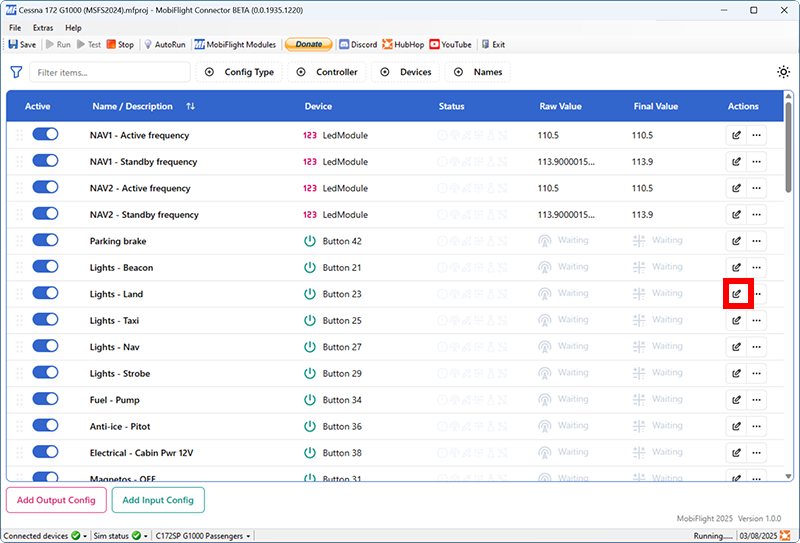 Cessna 172 G1000 (MSFS2024).mfproj - MobiFlight Connector BETA (0.0.1935.1220)
File Extras Help
Save Run Test Stop AutoRun MobiFlight Modules Donate Discord HubHop YouTube Exit
Filter items... Config Type Controller Devices Names
Active Name / Description Device Status Raw Value Final Value Actions
NAV1 - Active frequency 123 LedModule 110.5 110.5
NAV1 - Standby frequency 123 LedModule 113.9000015... 113.9
NAV2 - Active frequency 123 LedModule 110.5 110.5
NAV2 - Standby frequency 123 LedModule 113.9000015... 113.9
Parking brake Button 42 Waiting Waiting
Lights - Beacon Button 21 Waiting Waiting
Lights - Land Button 23 Waiting Waiting
Lights - Taxi Button 25 Waiting Waiting
Lights - Nav Button 27 Waiting Waiting
Lights - Strobe Button 29 Waiting Waiting
Fuel - Pump Button 34 Waiting Waiting
Anti-ice - Pitot Button 36 Waiting Waiting
Electrical - Cabin Pwr 12V Button 38 Waiting Waiting
Magnetos - OFF Button 31 Waiting Waiting
Add Output Config Add Input Config
MobiFlight 2025 Version 1.0.0
Connected devices Sim status C172SP G1000 Passengers Running..... 03/08/2025